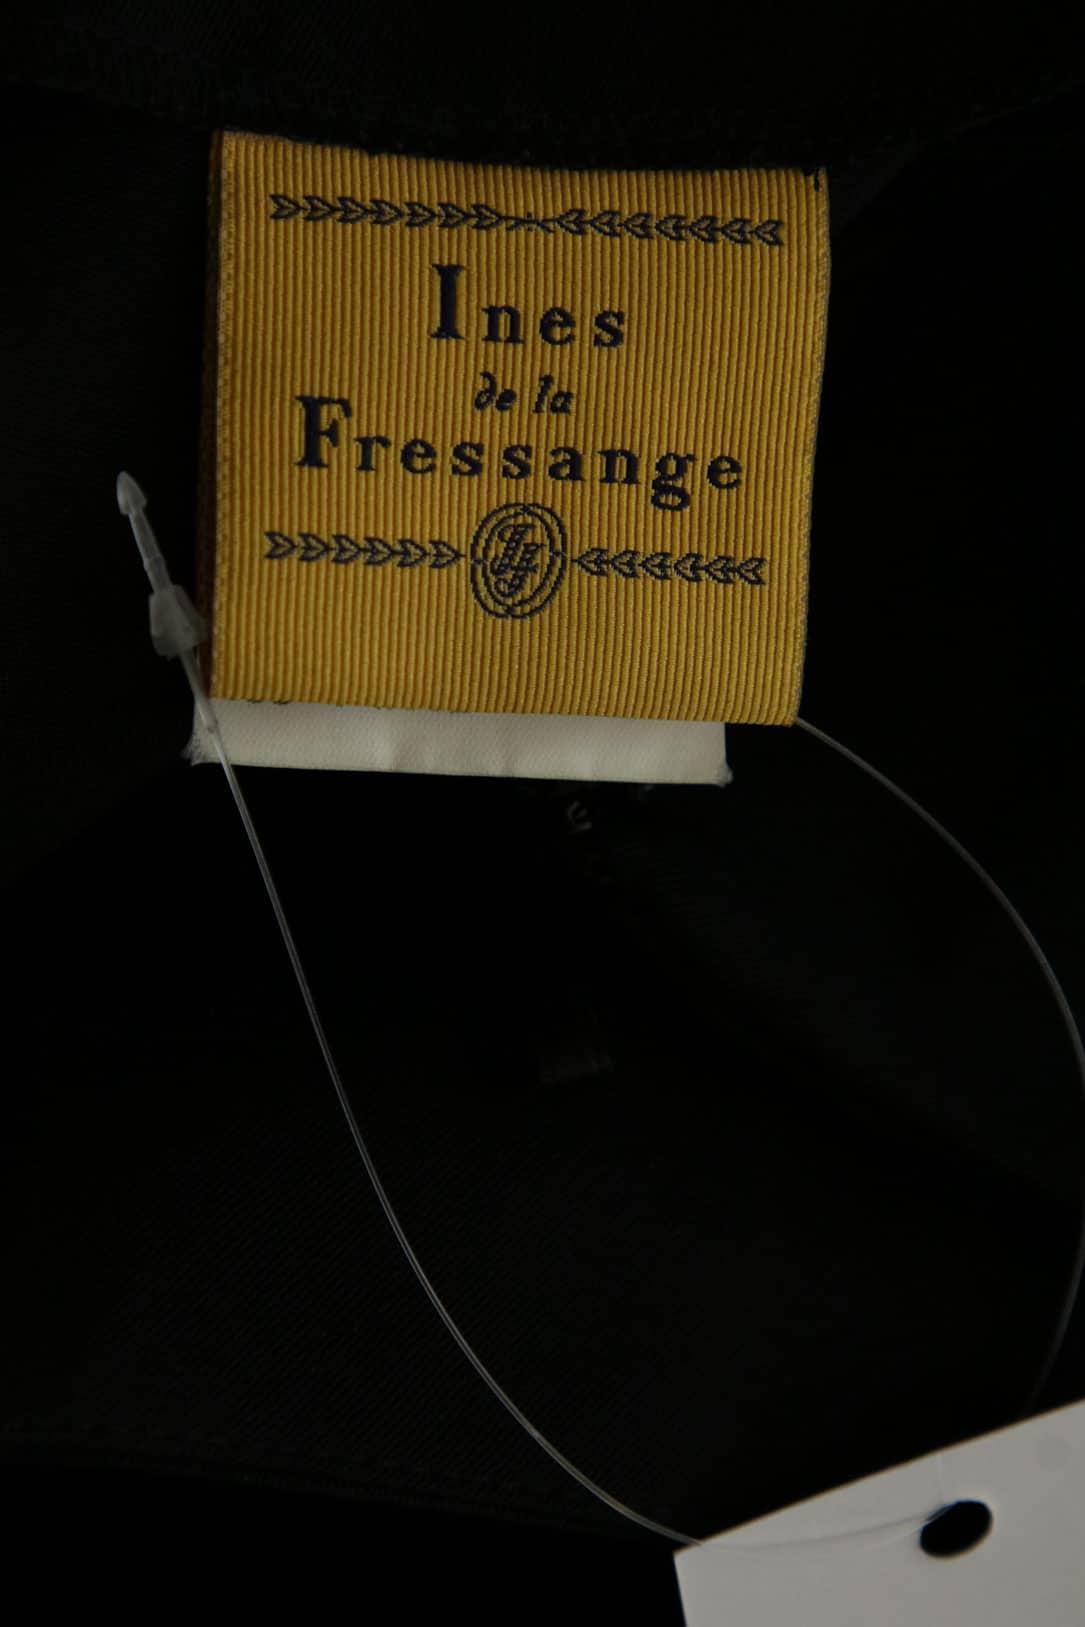 Ines
de la
Fressange